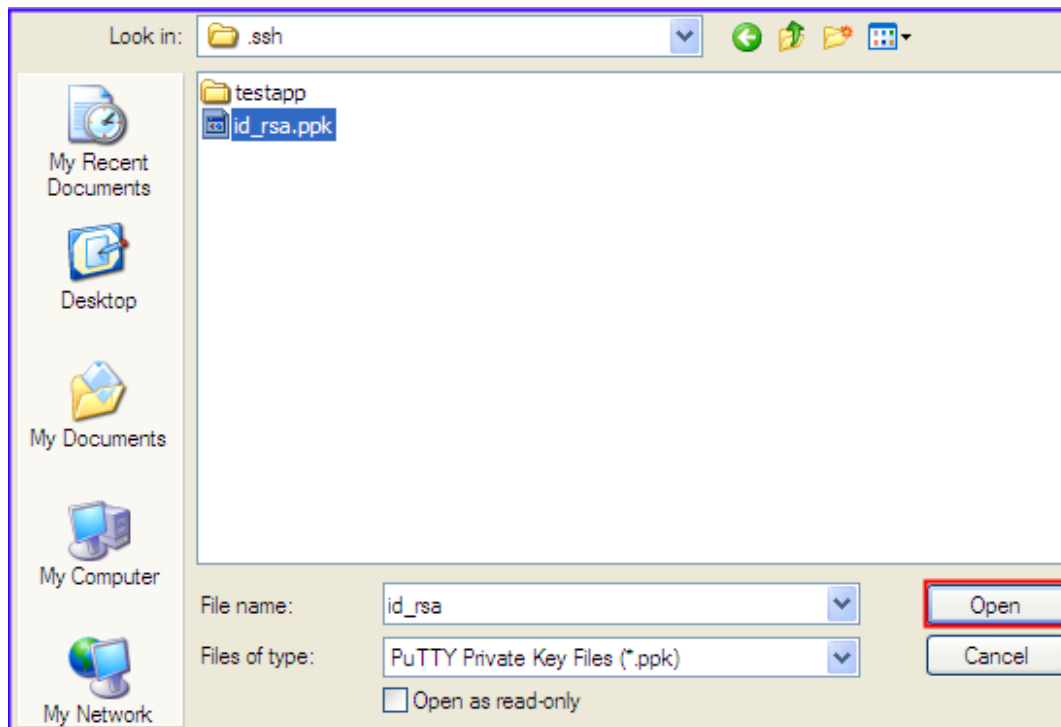 Look in:
.ssh
testapp
id_rsa.ppk
My Recent
Documents
Desktop
My Documents
My Computer
My Network
File name:
id_rsa
Open
Files of type:
PuTTY Private Key Files (*.ppk)
Cancel
Open as read-only